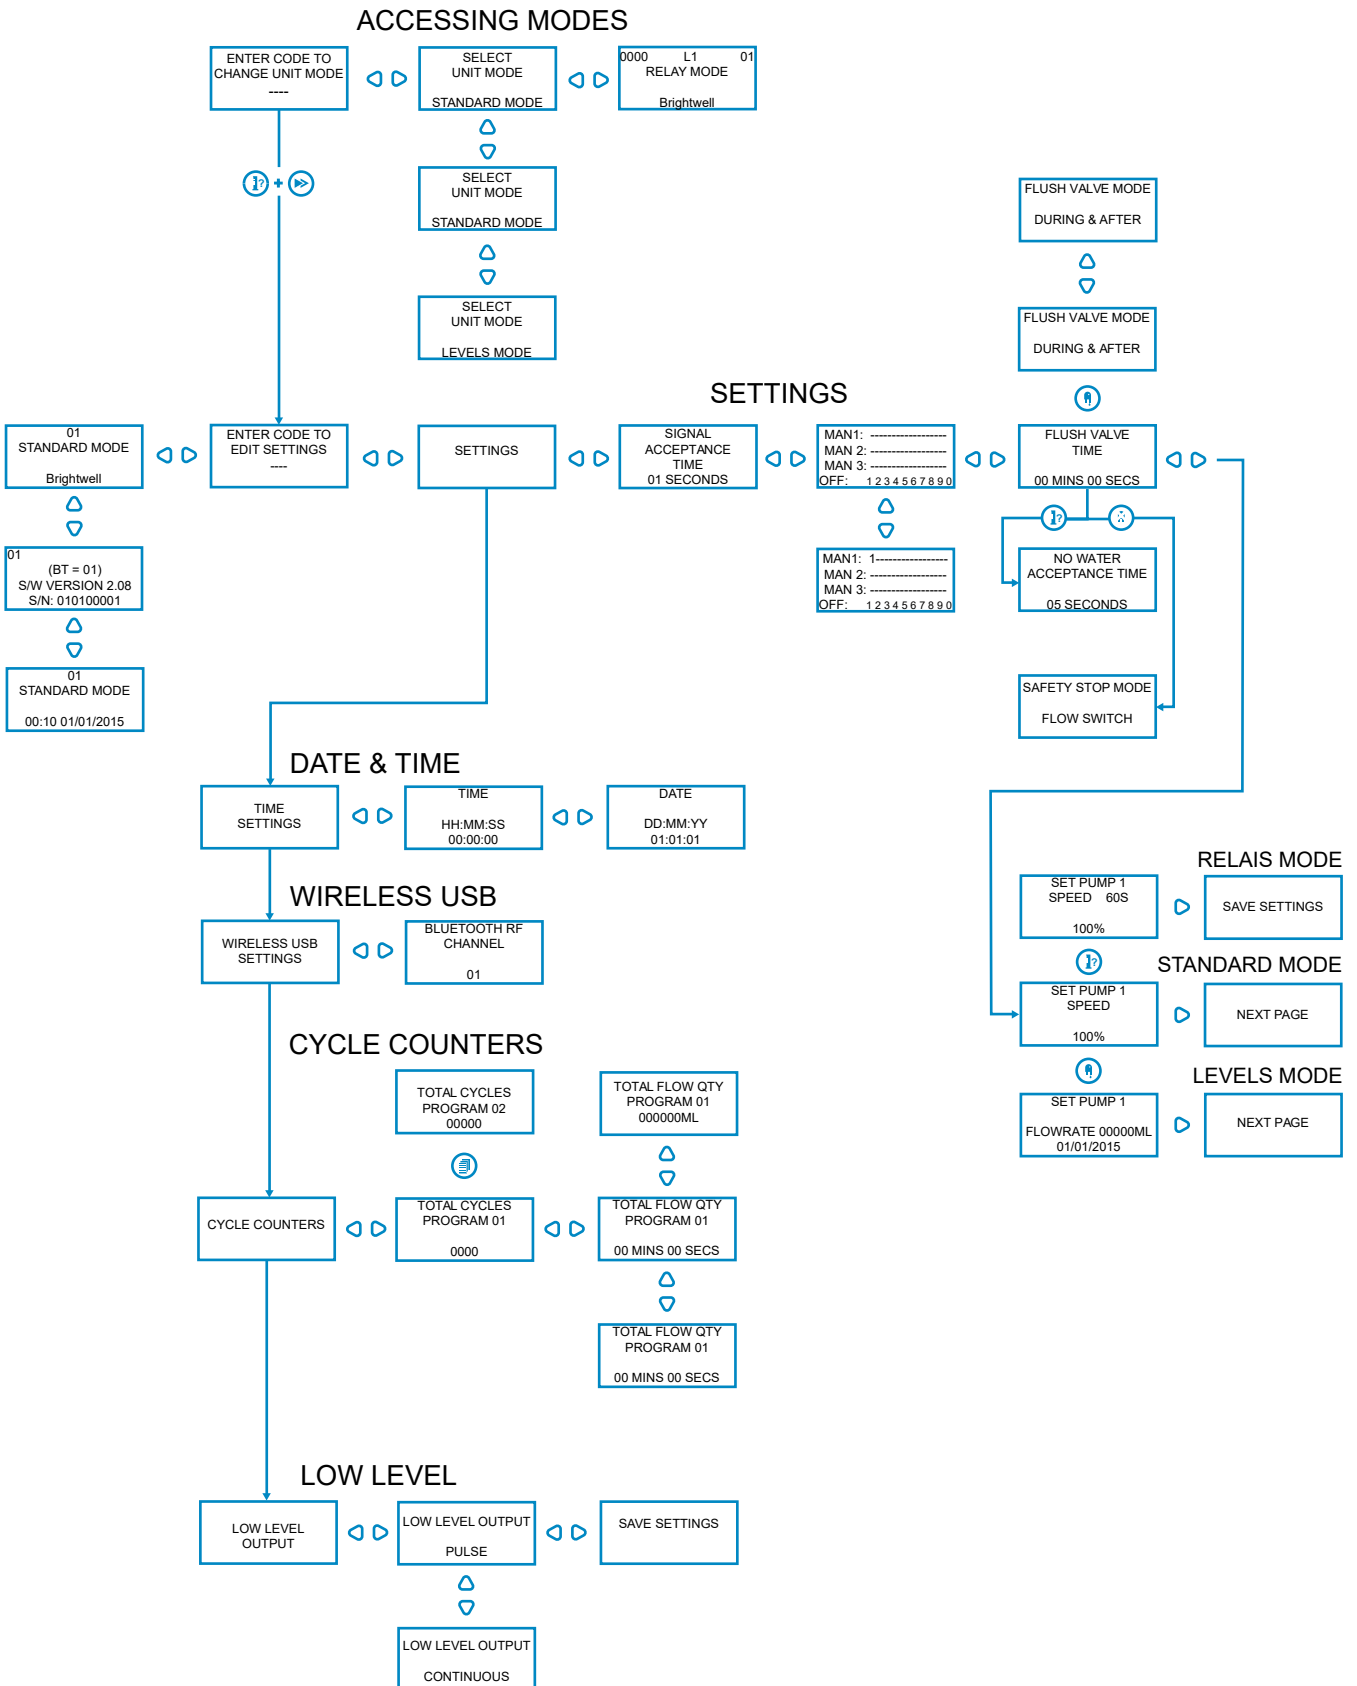 ACCESSING MODES
ENTER CODE TO
CHANGE UNIT MODE
----
SELECT
UNIT MODE
STANDARD MODE
0000 L1 01
RELAY MODE
Brightwell
1? + 
SELECT
UNIT MODE
STANDARD MODE
SELECT
UNIT MODE
LEVELS MODE
FLUSH VALVE MODE
DURING & AFTER
FLUSH VALVE MODE
DURING & AFTER
SETTINGS
01
STANDARD MODE
Brightwell
ENTER CODE TO
EDIT SETTINGS
----
SETTINGS
SIGNAL
ACCEPTANCE
TIME
01 SECONDS
MAN1: ------------------
MAN 2: ------------------
MAN 3: ------------------
OFF: 1 2 3 4 5 6 7 8 9 0
FLUSH VALVE
TIME
00 MINS 00 SECS
1?
01
(BT = 01)
S/W VERSION 2.08
S/N: 010100001
MAN1: 1-----------------
MAN 2: ------------------
MAN 3: ------------------
OFF: 1 2 3 4 5 6 7 8 9 0
NO WATER
ACCEPTANCE TIME
05 SECONDS
01
STANDARD MODE
00:10 01/01/2015
SAFETY STOP MODE
FLOW SWITCH
DATE & TIME
TIME
SETTINGS
TIME
HH:MM:SS
00:00:00
DATE
DD:MM:YY
01:01:01
RELAIS MODE
SET PUMP 1
SPEED 60S
100%
SAVE SETTINGS
WIRELESS USB
WIRELESS USB
SETTINGS
BLUETOOTH RF
CHANNEL
01
1?
STANDARD MODE
SET PUMP 1
SPEED
100%
NEXT PAGE
LEVELS MODE
SET PUMP 1
FLOWRATE 00000ML
01/01/2015
NEXT PAGE
CYCLE COUNTERS
TOTAL CYCLES
PROGRAM 02
00000
TOTAL FLOW QTY
PROGRAM 01
000000ML
CYCLE COUNTERS
TOTAL CYCLES
PROGRAM 01
0000
TOTAL FLOW QTY
PROGRAM 01
00 MINS 00 SECS
TOTAL FLOW QTY
PROGRAM 01
00 MINS 00 SECS
LOW LEVEL
LOW LEVEL
OUTPUT
LOW LEVEL OUTPUT
PULSE
SAVE SETTINGS
LOW LEVEL OUTPUT
CONTINUOUS